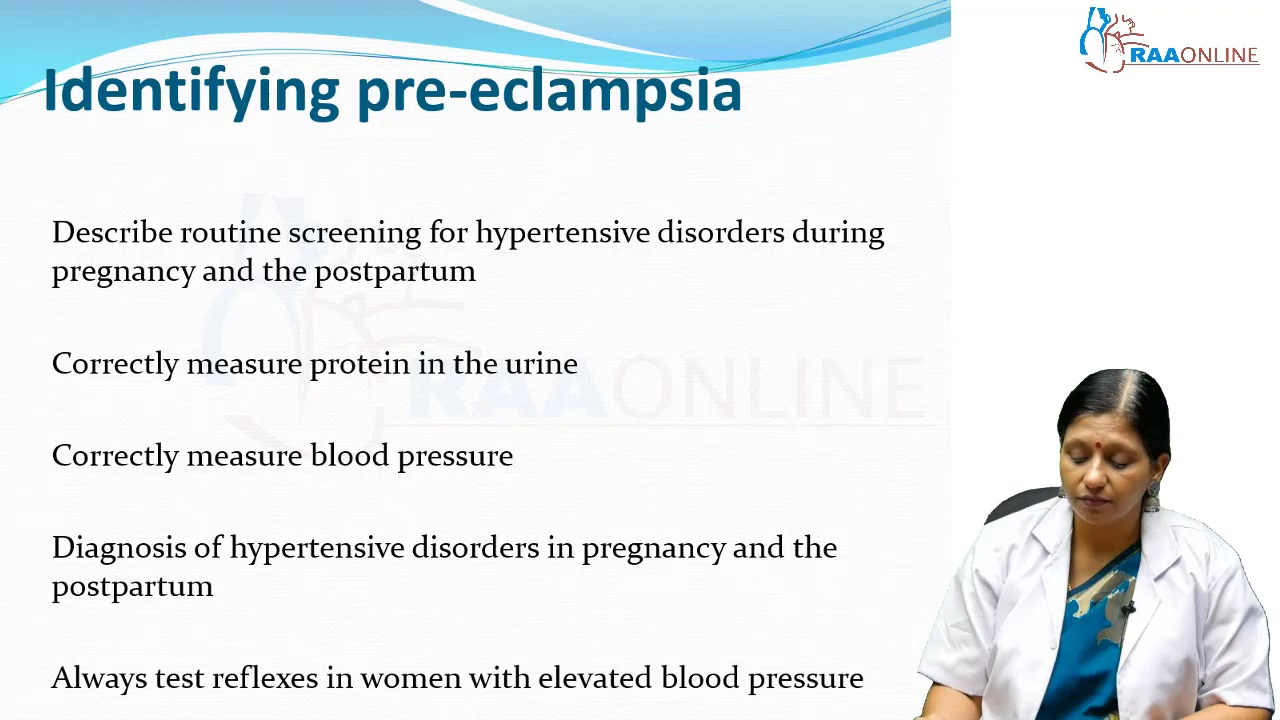 RAAONLINE
Identifying pre-eclampsia
Describe routine screening for hypertensive disorders during
pregnancy and the postpartum
Correctly measure protein in the urine
Correctly measure blood pressure
Diagnosis of hypertensive disorders in pregnancy and the
postpartum
Always test reflexes in women with elevated blood pressure
RAAONLINE